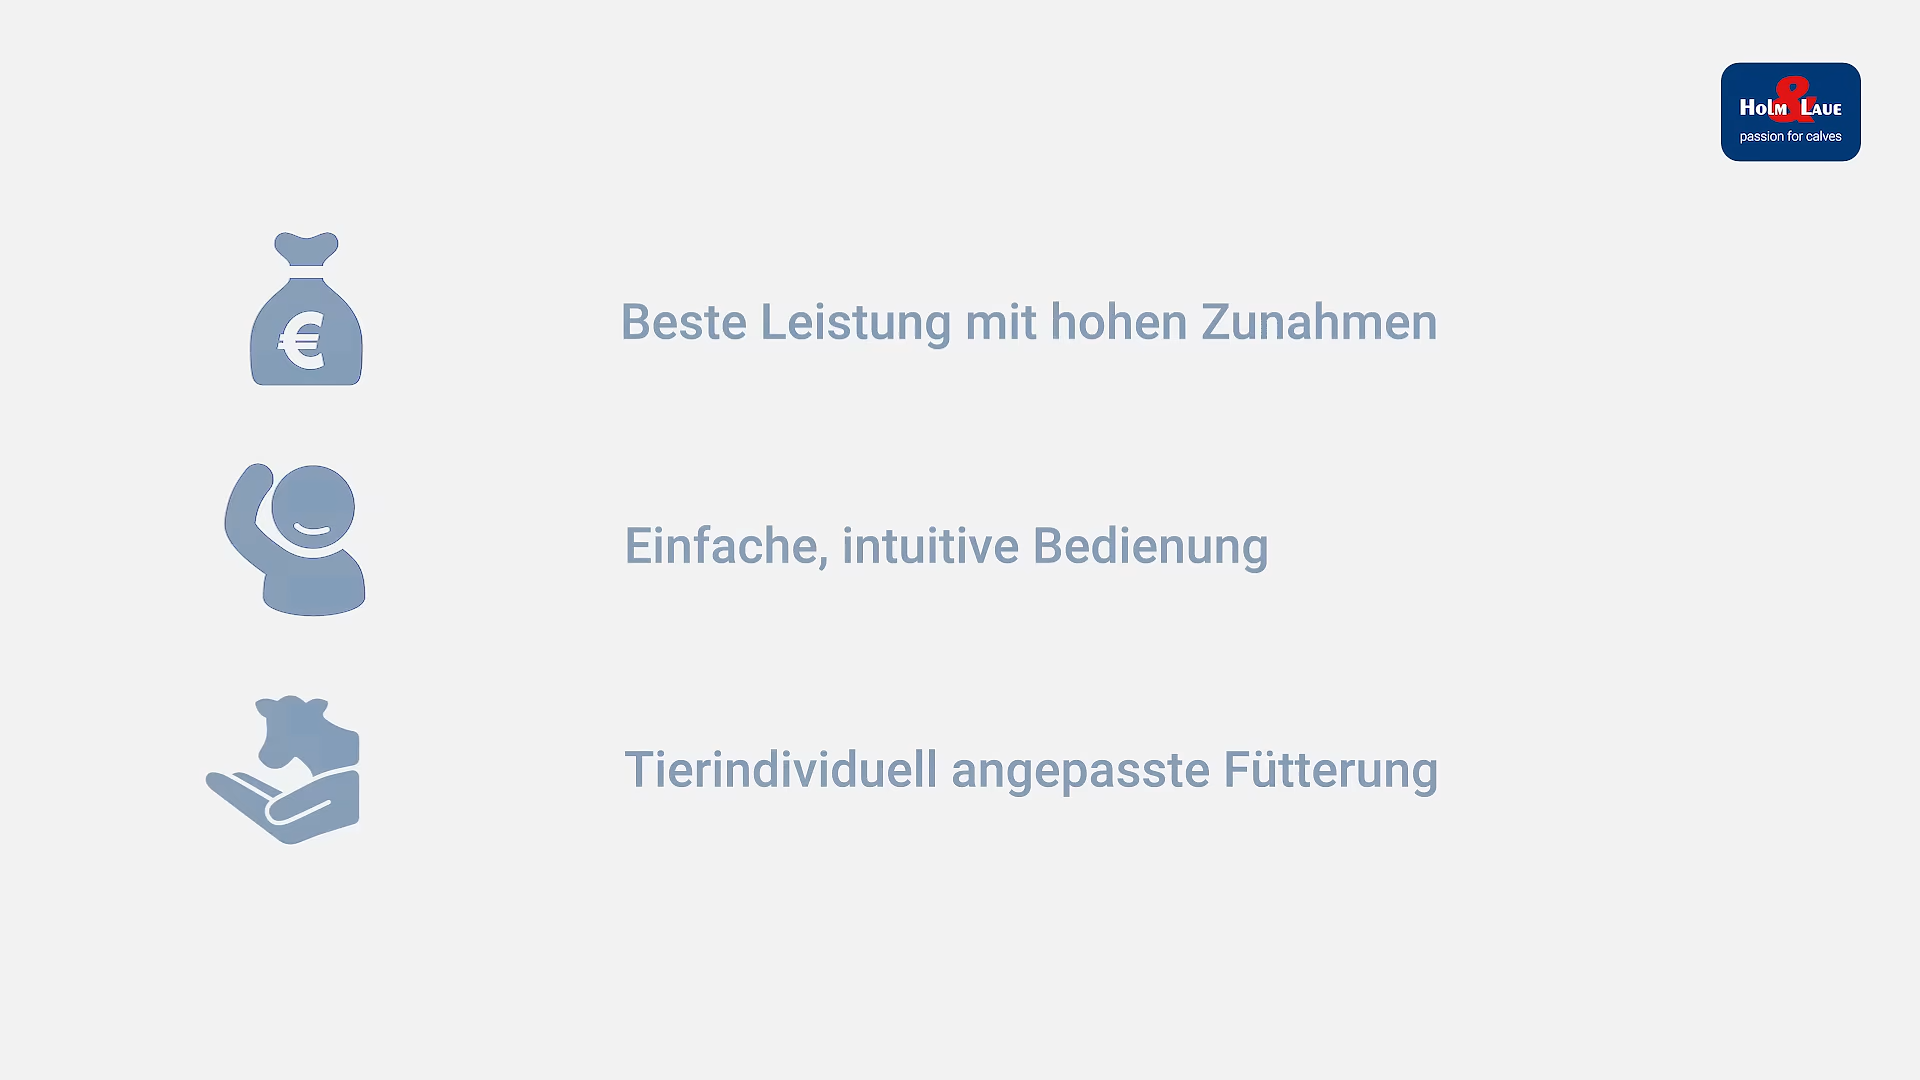 Holm & Laue
passion for calves
€
Beste Leistung mit hohen Zunahmen
Einfache, intuitive Bedienung
Tierindividuell angepasste Fütterung